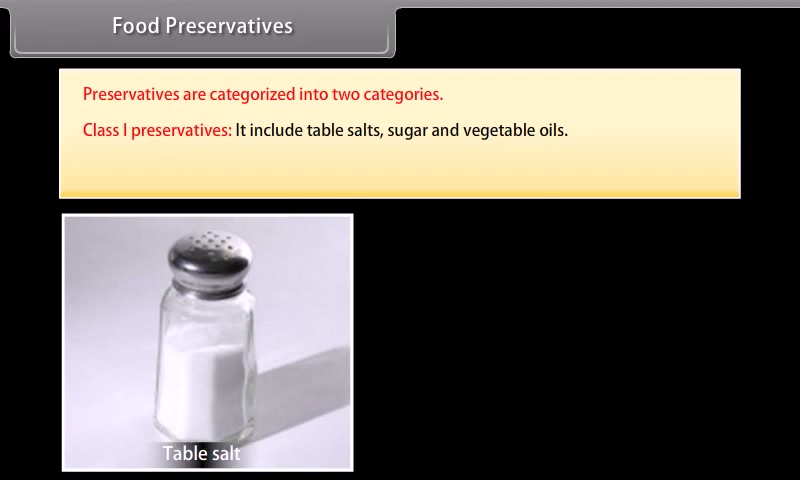 Food Preservatives
Preservatives are categorized into two categories.
Class I preservatives: It include table salts, sugar and vegetable oils.
Table salt